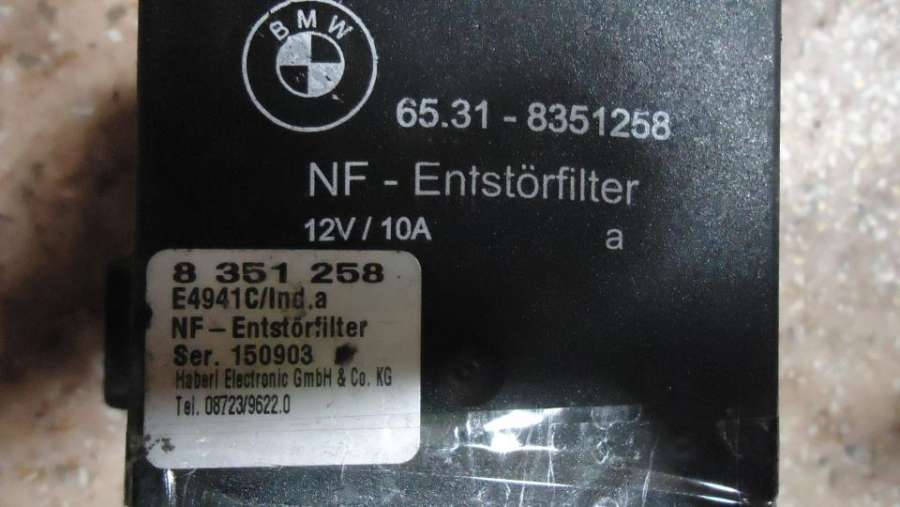 BMW
65.31 - 8351258
NF - Entstörfilter
12V / 10A a
8 351 258
E4941C/Ind.a
NF - Entstörfilter
Ser. 150903
Haberl Electronic GmbH & Co. KG
Tel. 08723/9622.0